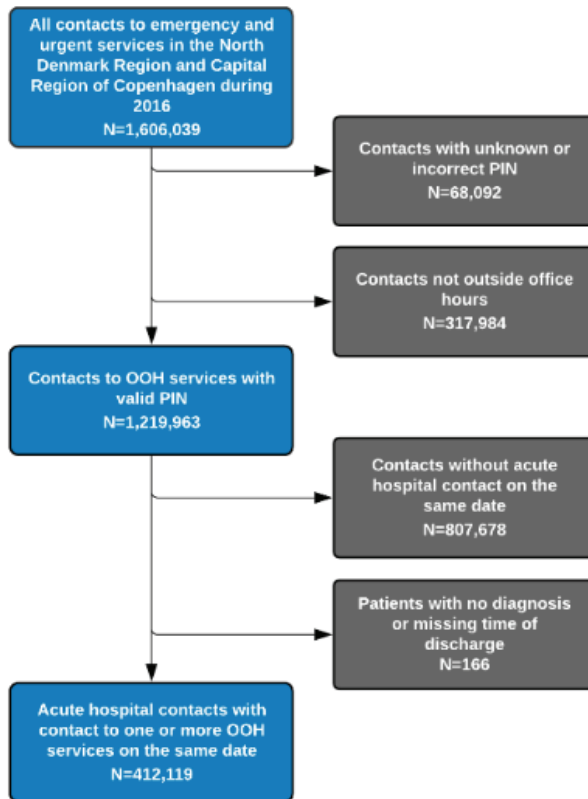 All contacts to emergency and
urgent services in the North
Denmark Region and Capital
Region of Copenhagen during
2016
N=1,606,039
Contacts with unknown or
incorrect PIN
N=68,092
Contacts not outside office
hours
N=317,984
Contacts to OOH services with
valid PIN
N=1,219,963
Contacts without acute
hospital contact on the
same date
N=807,678
Patients with no diagnosis
or missing time of
discharge
N=166
Acute hospital contacts with
contact to one or more OOH
services on the same date
N=412,119